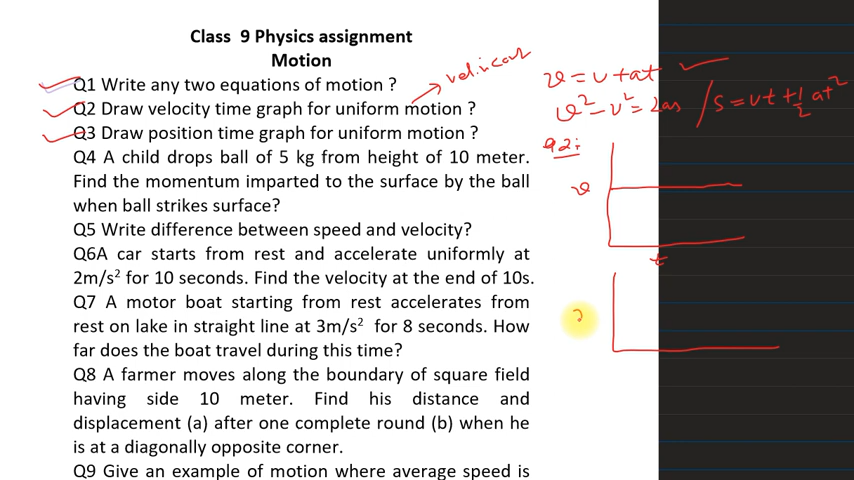 Class 9 Physics assignment
Motion
Q1 Write any two equations of motion ?
Q2 Draw velocity time graph for uniform motion ?
Q3 Draw position time graph for uniform motion ?
Q4 A child drops ball of 5 kg from height of 10 meter.
Find the momentum imparted to the surface by the ball
when ball strikes surface?
Q5 Write difference between speed and velocity?
Q6A car starts from rest and accelerate uniformly at
2m/s² for 10 seconds. Find the velocity at the end of 10s.
Q7 A motor boat starting from rest accelerates from
rest on lake in straight line at 3m/s² for 8 seconds. How
far does the boat travel during this time?
Q8 A farmer moves along the boundary of square field
having side 10 meter. Find his distance and
displacement (a) after one complete round (b) when he
is at a diagonally opposite corner.
Q9 Give an example of motion where average speed is
v = u + at
v² - u² = 2as / s = ut + ½ at²
Q2:
v
t